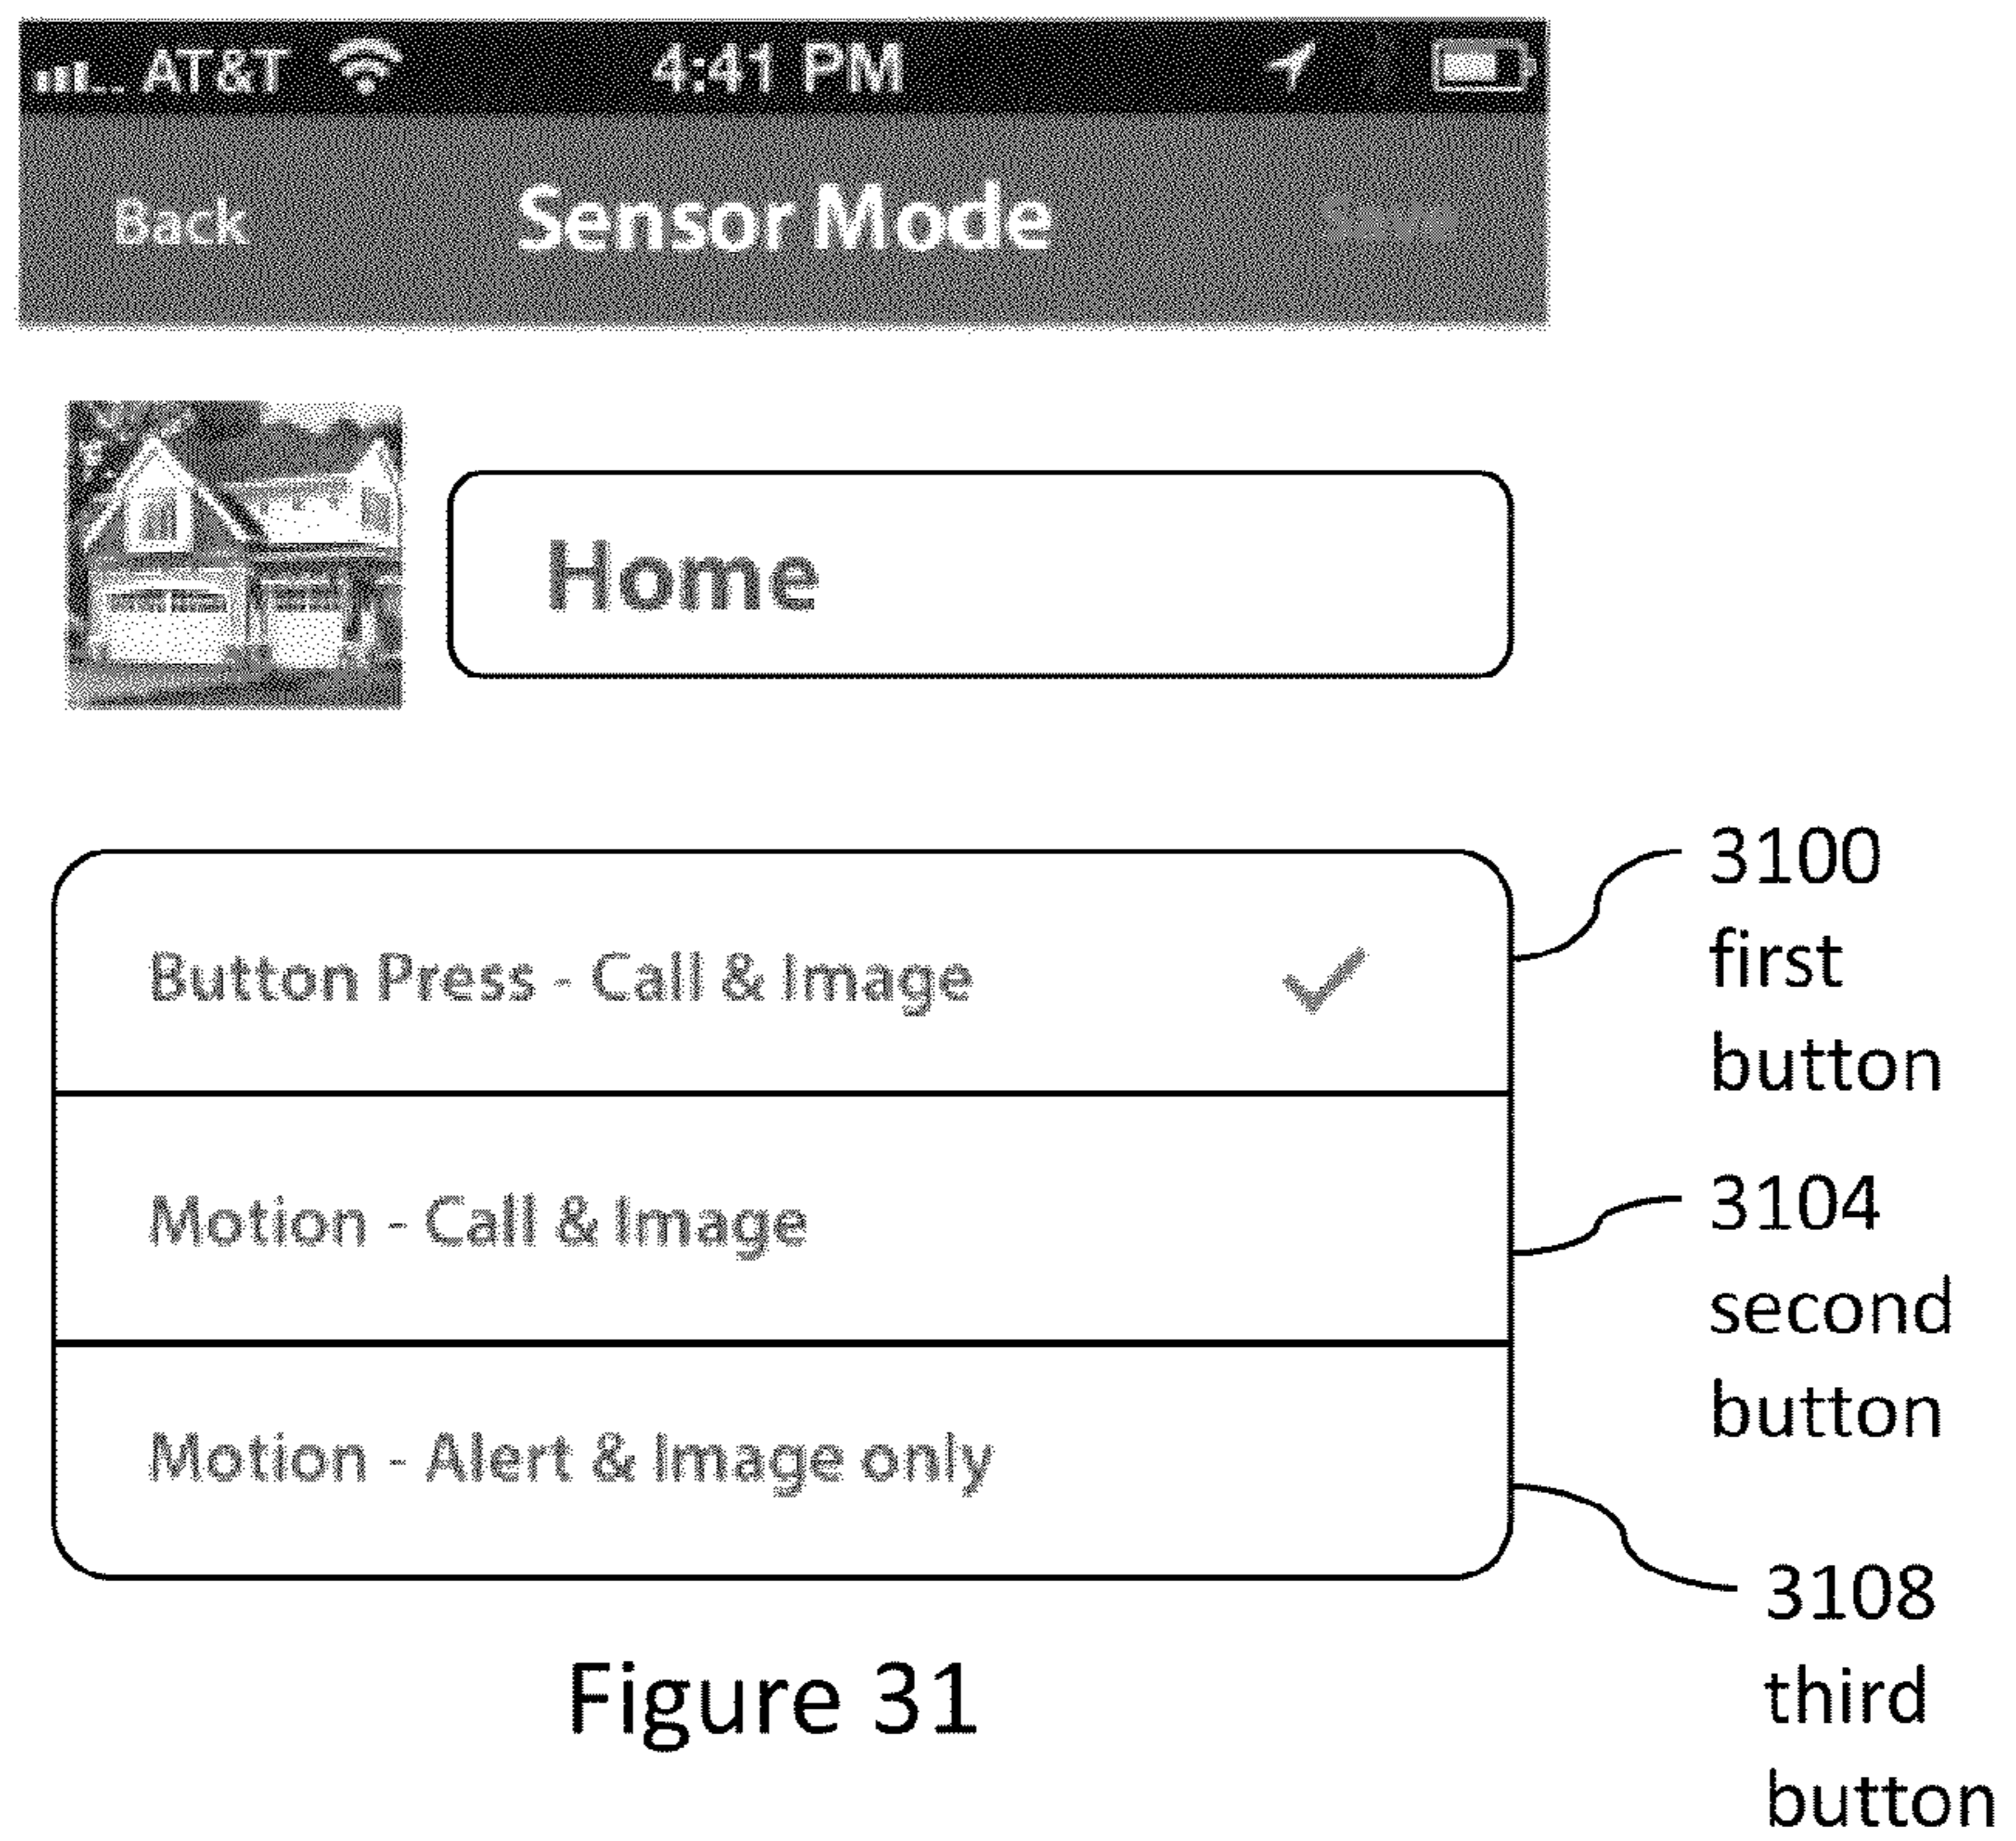 AT&T 4:41 PM
Back Sensor Mode Save
Home
Button Press - Call & Image
Motion - Call & Image
Motion - Alert & Image only
3100
first
button
3104
second
button
3108
third
button
Figure 31